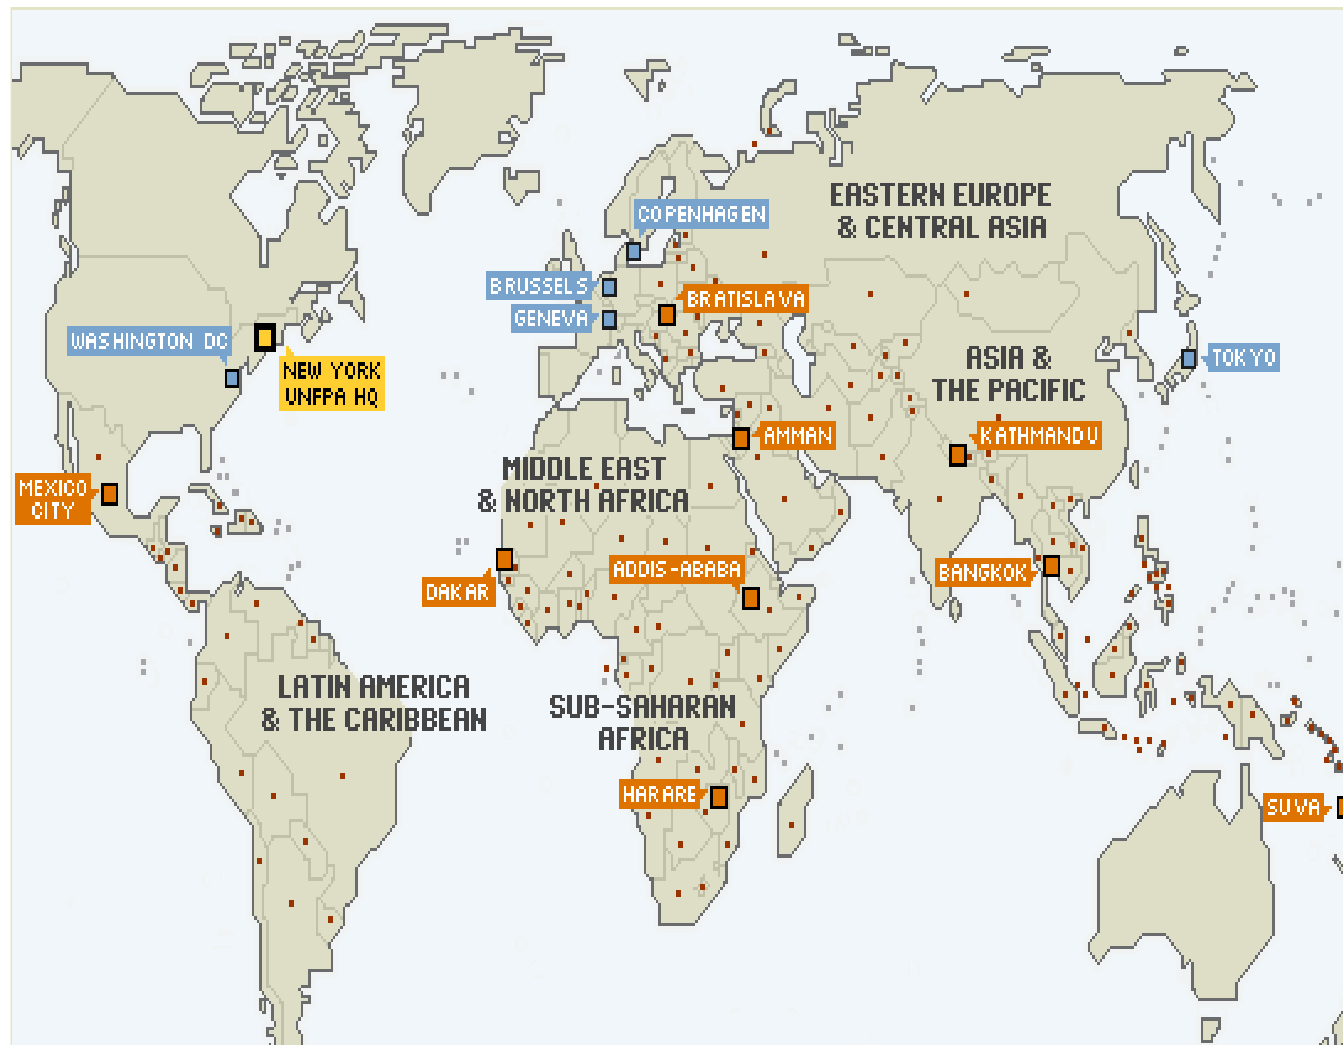 EASTERN EUROPE
& CENTRAL ASIA
COPENHAGEN
BRUSSELS
BRATISLAVA
GENEVA
WASHINGTON DC
NEW YORK
UNFPA HQ
ASIA &
THE PACIFIC
TOKYO
AMMAN
KATHMANDU
MIDDLE EAST
& NORTH AFRICA
MEXICO
CITY
DAKAR
ADDIS-ABABA
BANGKOK
LATIN AMERICA
& THE CARIBBEAN
SUB-SAHARAN
AFRICA
HARARE
SUVA